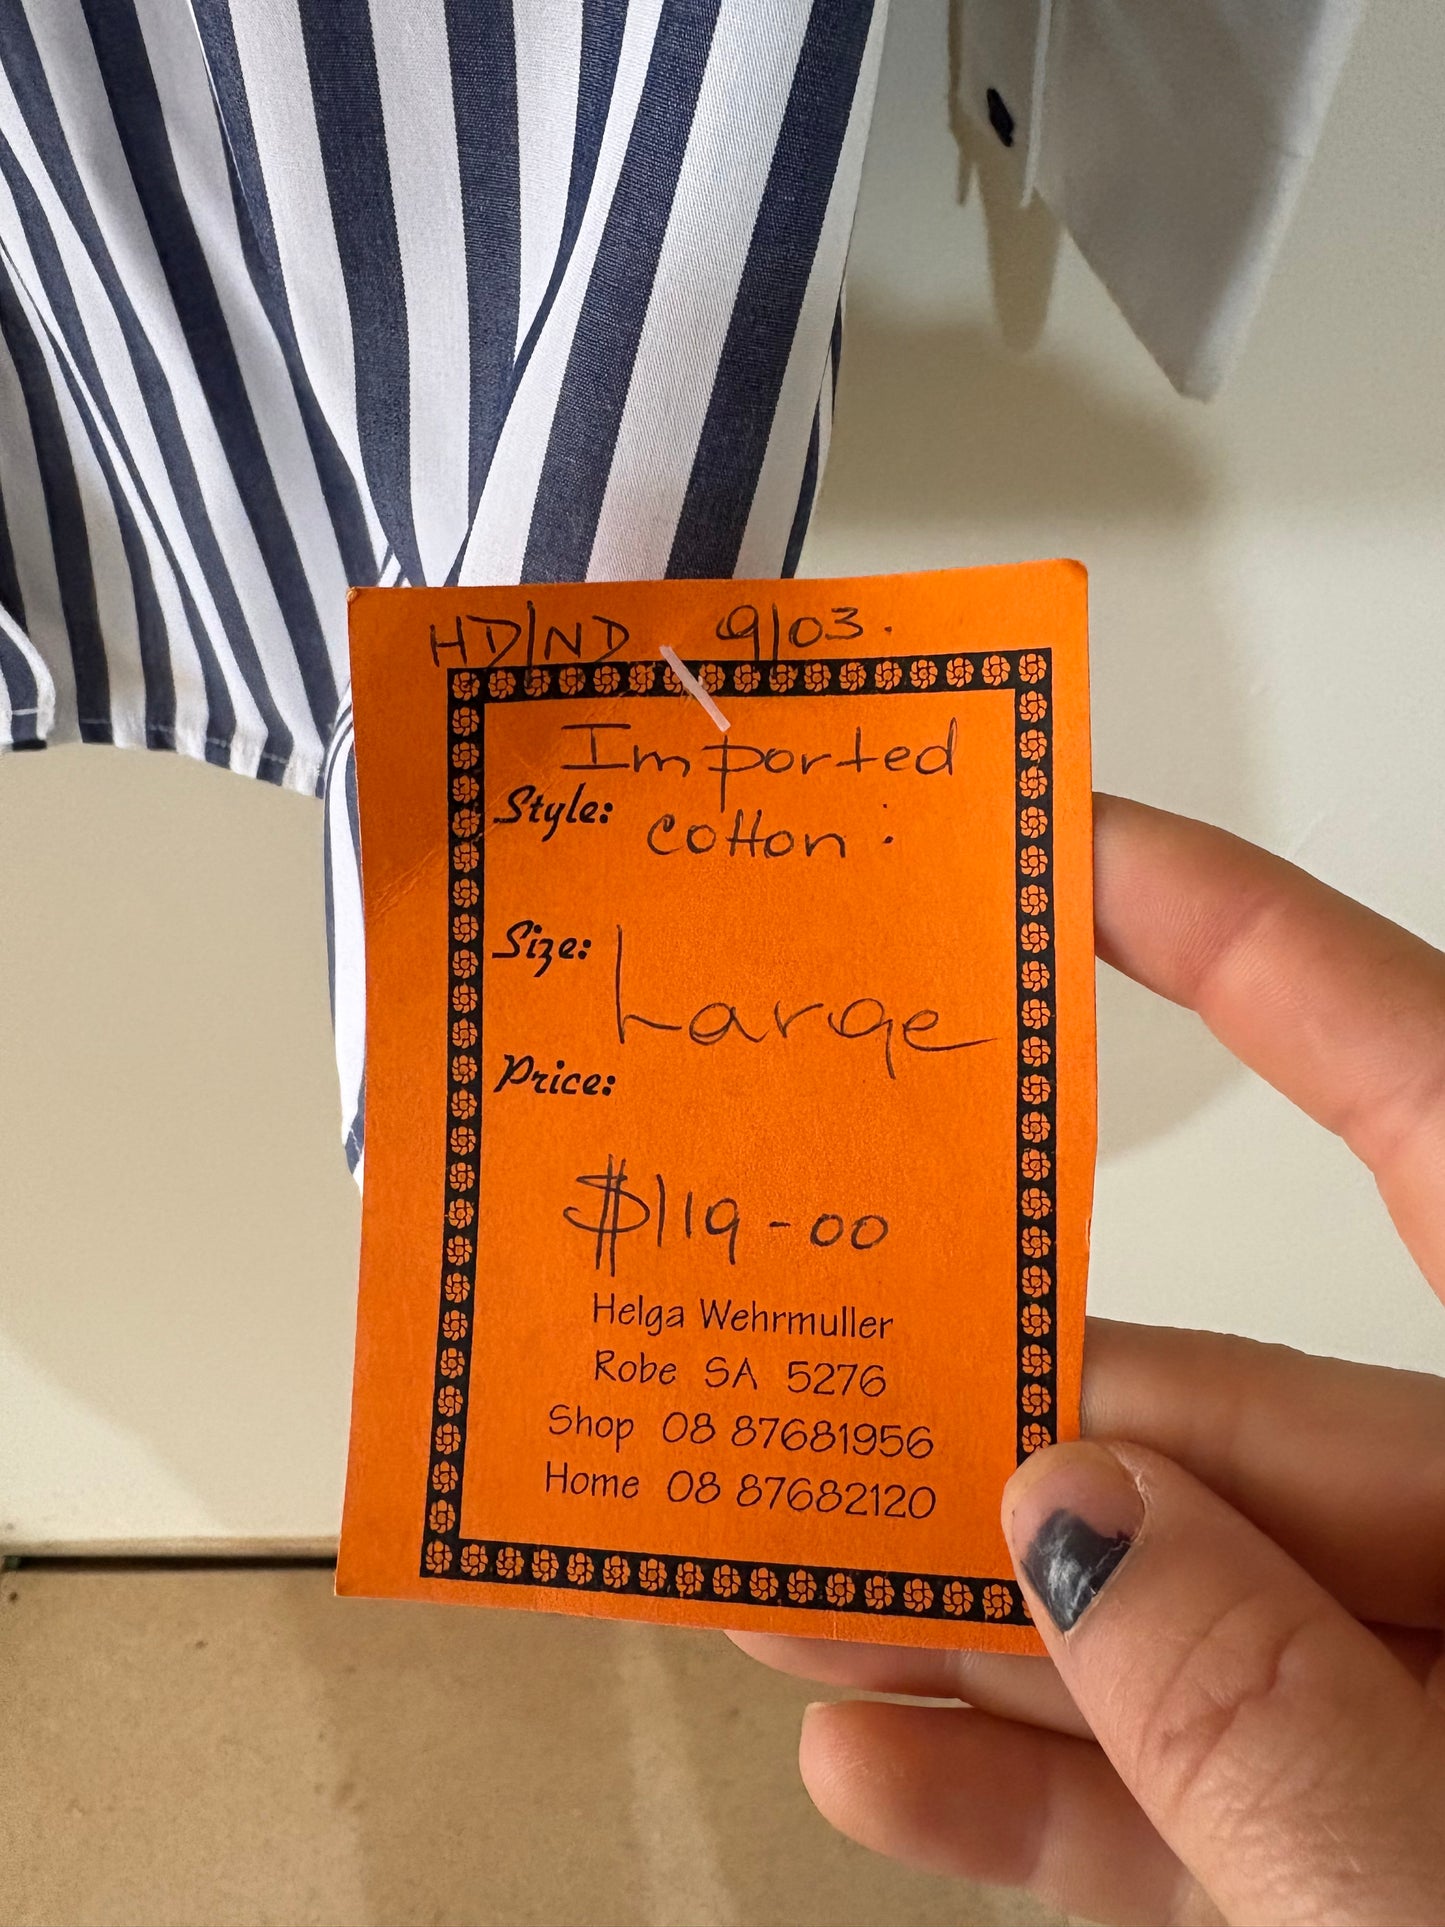 HD/ND 9/03.
Imported
Style: cotton.
Size: Large
Price:
$119-00
Helga Wehrmuller
Robe SA 5276
Shop 08 87681956
Home 08 87682120